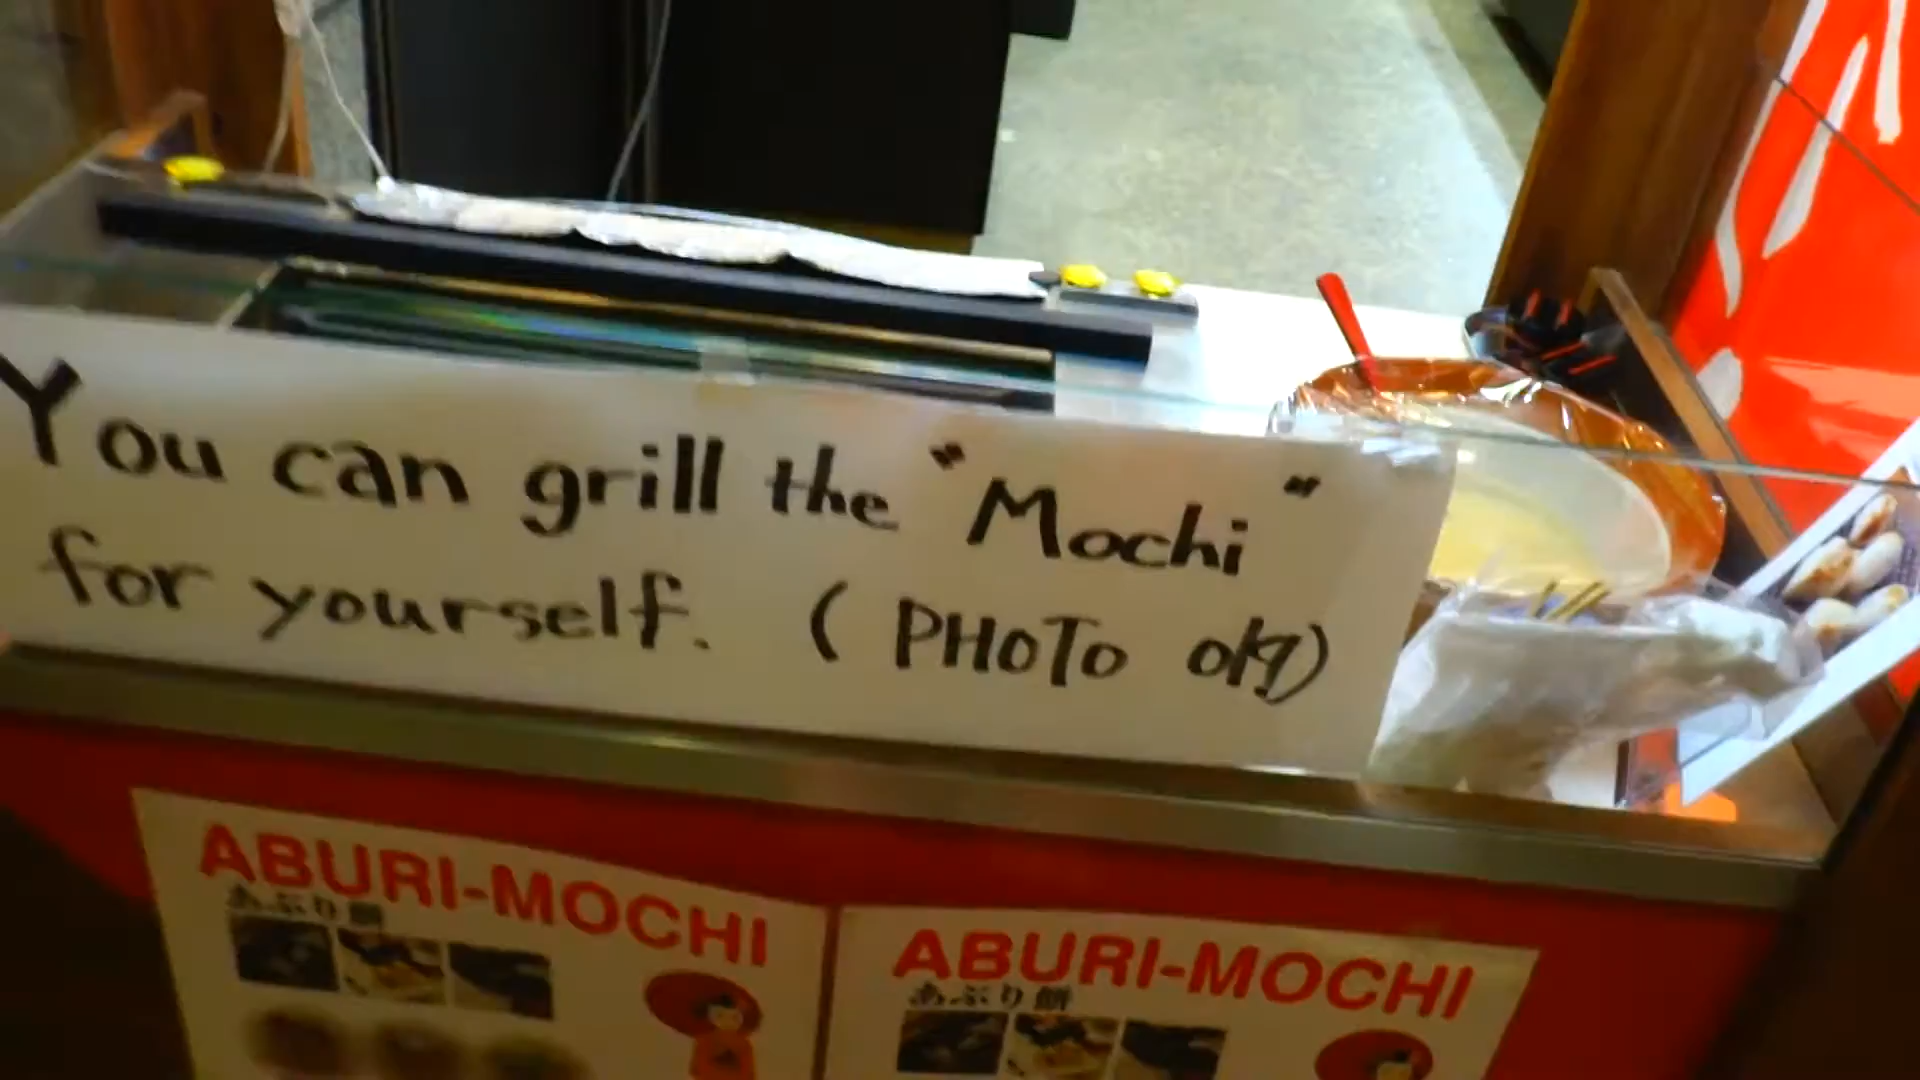 You can grill the "Mochi"
for yourself. (PHOTO OK)
ABURI-MOCHI
あぶり餅
ABURI-MOCHI
あぶり餅